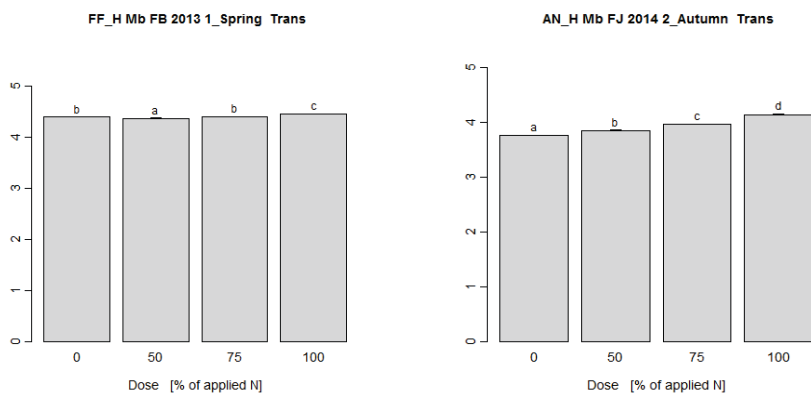 FF_H Mb FB 2013 1_Spring Trans
5
4
3
2
1
0
b
a
b
c
0 50 75 100
Dose [% of applied N]
AN_H Mb FJ 2014 2_Autumn Trans
5
4
3
2
1
0
a
b
c
d
0 50 75 100
Dose [% of applied N]